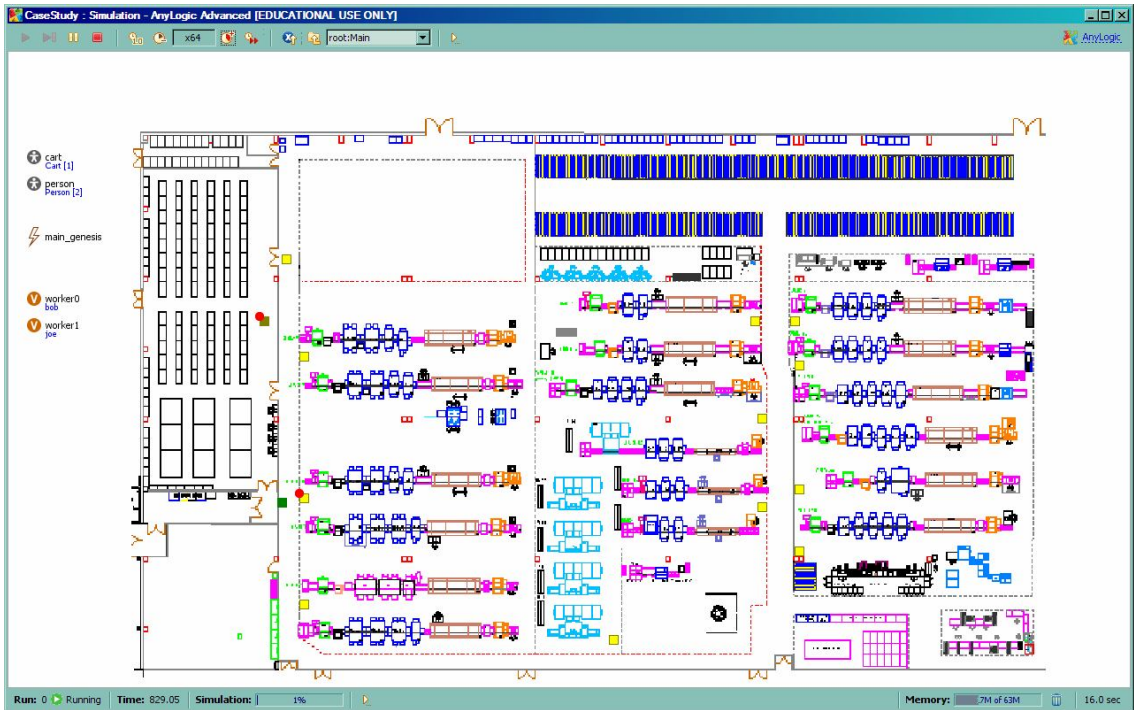 CaseStudy : Simulation - AnyLogic Advanced [EDUCATIONAL USE ONLY]
x64
root:Main
AnyLogic
cart
Cart [1]
person
Person [2]
main_genesis
worker0
bob
worker1
joe
Run: 0 Running Time: 829.05 Simulation: 1% Memory: 7M of 63M 16.0 sec